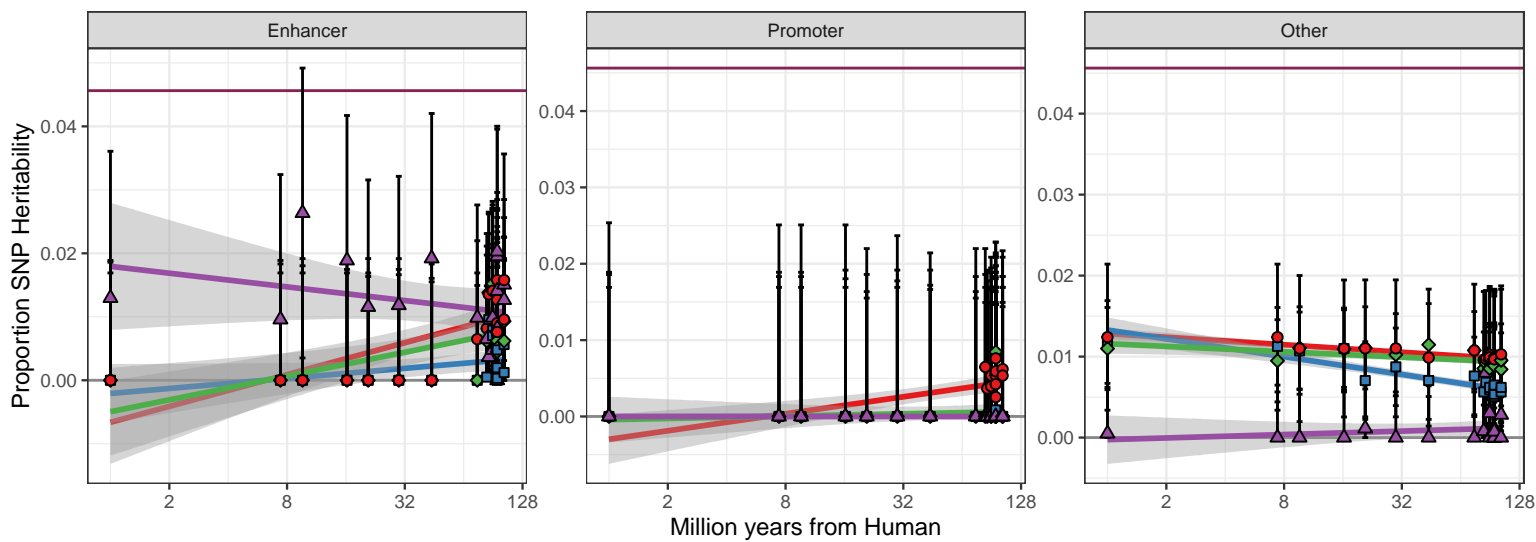 Enhancer
Promoter
Other
Proportion SNP Heritability
0.04
0.02
0.00
0.04
0.03
0.02
0.01
0.00
0.04
0.03
0.02
0.01
0.00
2 8 32 128
2 8 32 128
2 8 32 128
Million years from Human